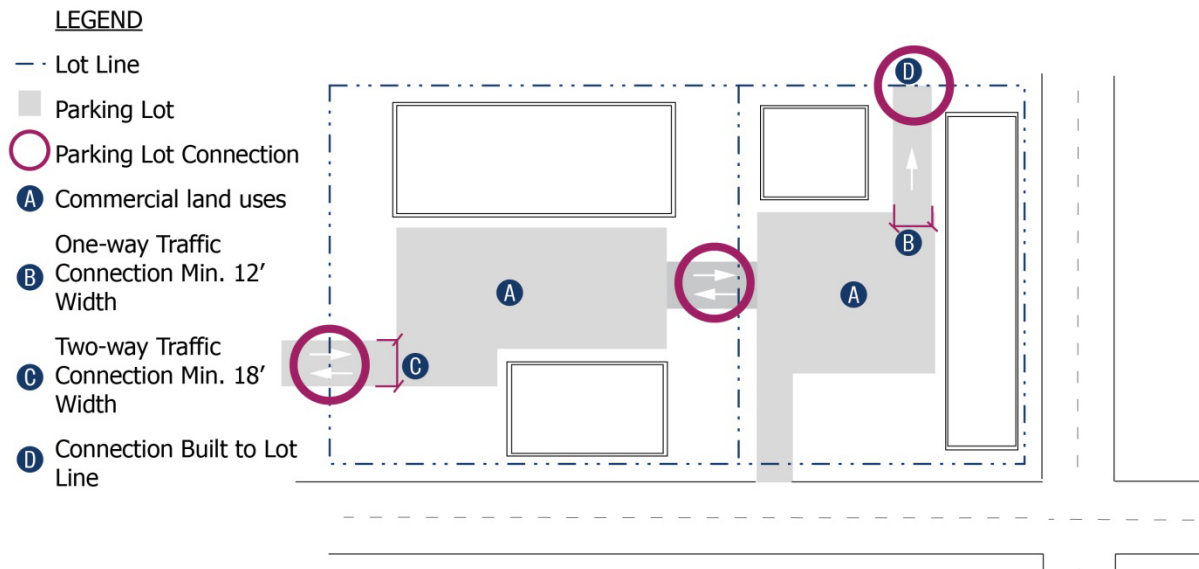 LEGEND
Lot Line
Parking Lot
Parking Lot Connection
A Commercial land uses
One-way Traffic
B Connection Min. 12’
Width
Two-way Traffic
C Connection Min. 18’
Width
D Connection Built to Lot
Line
D
B
A
A
C